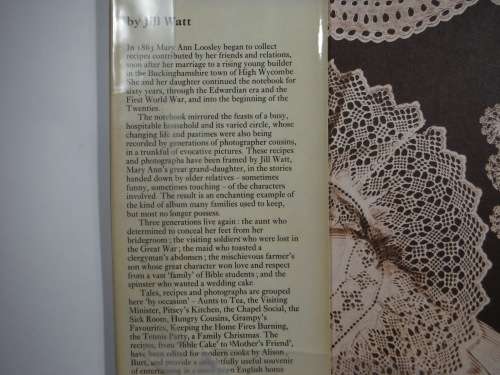 by Jill Watt
In 1863 Mary Ann Loosley began to collect
recipes contributed by her friends and relations,
soon after her marriage to a rising young builder
in the Buckinghamshire town of High Wycombe
She and her daughter continued the notebook for
sixty years, through the Edwardian era and the
First World War, and into the beginning of the
Twenties.
The notebook mirrored the feasts of a busy,
hospitable household and its varied circle, whose
changing life and pastimes were also being
recorded by generations of photographer cousins,
in a trunkful of evocative pictures. These recipes
and photographs have been framed by Jill Watt,
Mary Ann's great grand-daughter, in the stories
handed down by older relatives – sometimes
funny, sometimes touching – of the characters
involved. The result is an enchanting example of
the kind of album many families used to keep,
but most no longer possess.
Three generations live again : the aunt who
determined to conceal her feet from her
bridegroom ; the visiting soldiers who were lost in
the Great War ; the maid who toasted a
clergyman's abdomen ; the mischievous farmer's
son whose great character won love and respect
from a vast 'family' of Bible students ; and the
spinster who wanted a wedding cake.
Tales, recipes and photographs are grouped
here 'by occasion' – Aunts to Tea, the Visiting
Minister, Pitsey's Kitchen, the Chapel Social, the
Sick Room, Hungry Cousins, Grampy's
Favourites, Keeping the Home Fires Burning,
the Tennis Party, a Family Christmas. The
recipes, from 'Bible Cake' to 'Mother's Friend',
have been edited for modern cooks by Alison
Burt, and provide a delightfully useful souvenir
of entertaining in a English home